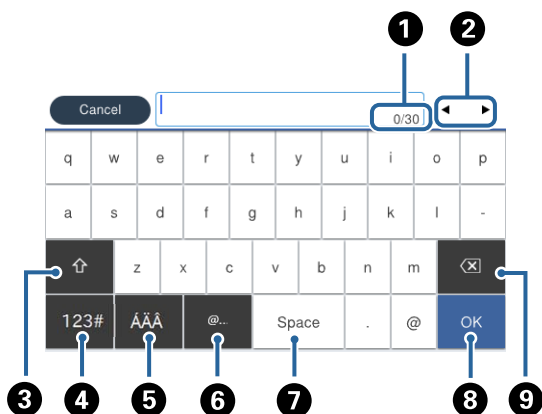 1 2
Cancel 0/30
q w e r t y u i o p
a s d f g h j k l -
z x c v b n m
123# ÁÄÂ @... Space . @ OK
3 4 5 6 7 8 9